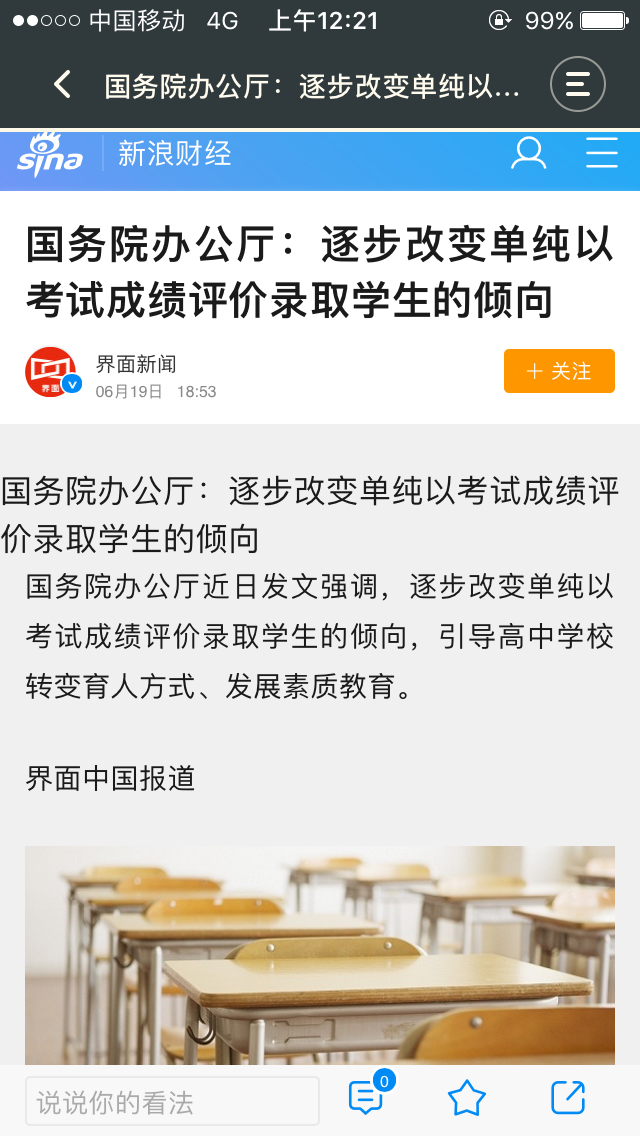 中国移动 4G 上午12:21 99%
国务院办公厅：逐步改变单纯以...
sina 新浪财经
国务院办公厅：逐步改变单纯以
考试成绩评价录取学生的倾向
界面
界面新闻
06月19日 18:53
+ 关注
国务院办公厅：逐步改变单纯以考试成绩评
价录取学生的倾向
国务院办公厅近日发文强调，逐步改变单纯以
考试成绩评价录取学生的倾向，引导高中学校
转变育人方式、发展素质教育。
界面中国报道
说说你的看法
0